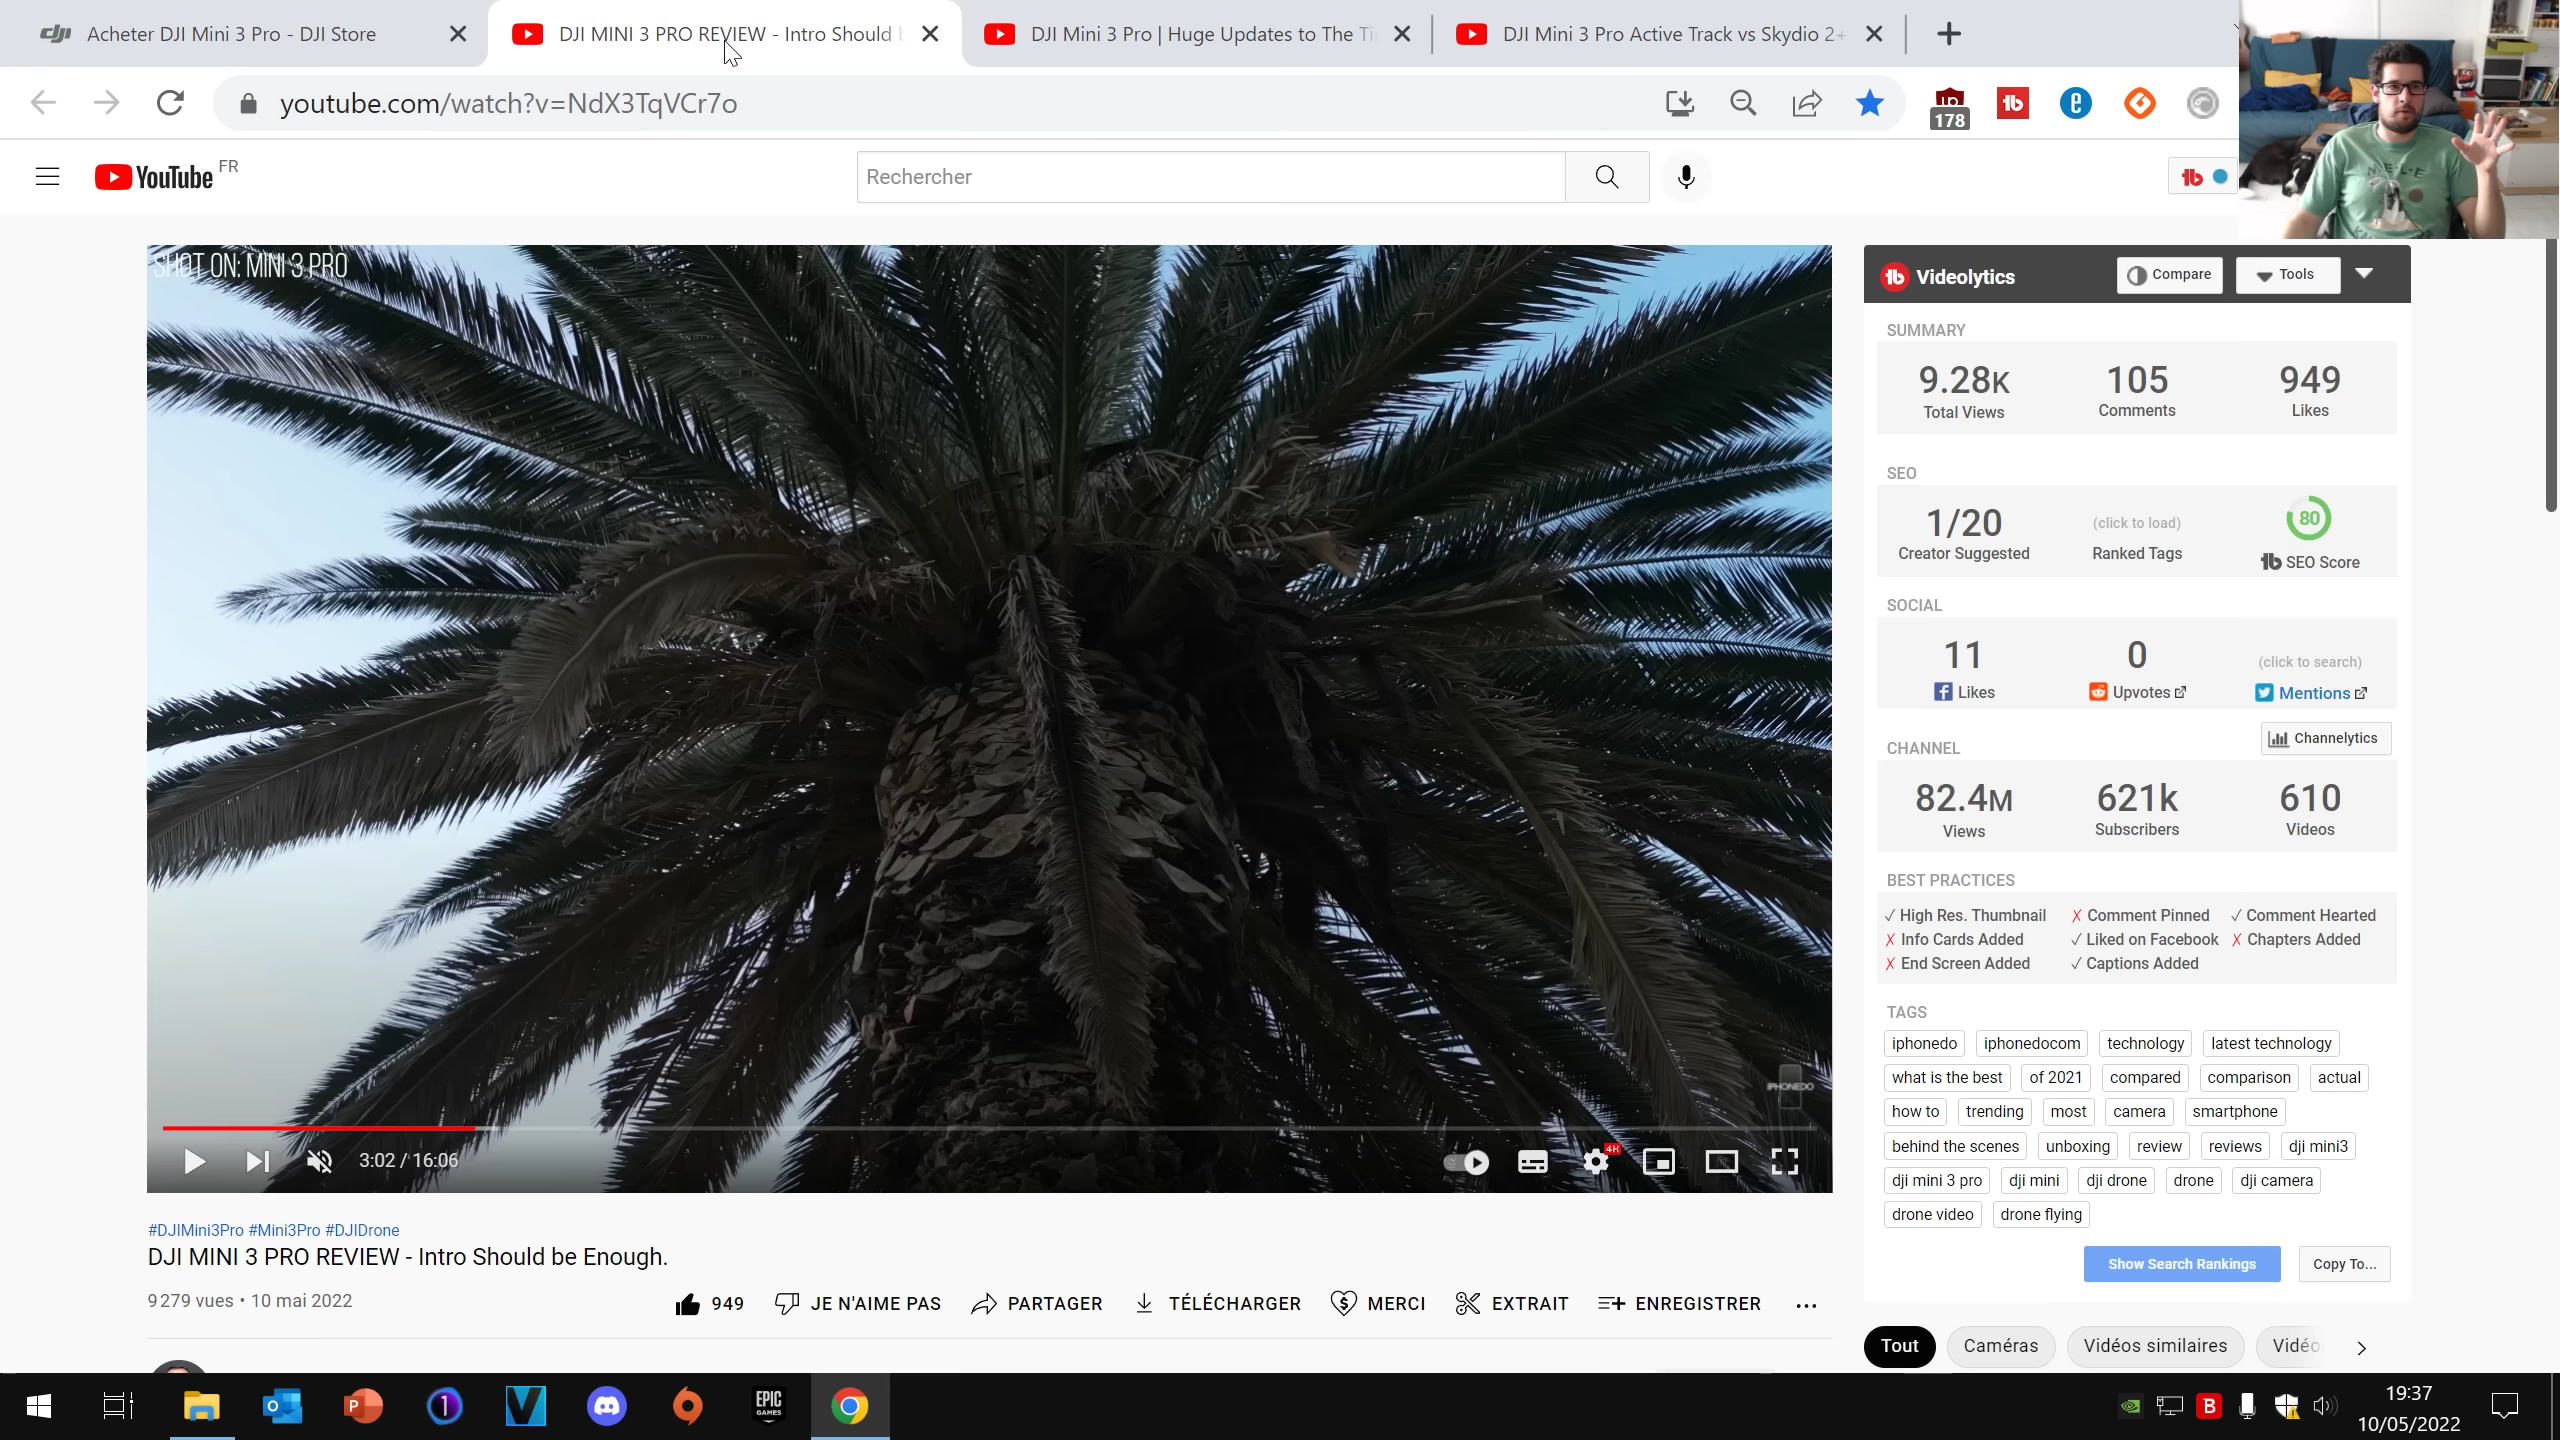 Acheter DJI Mini 3 Pro - DJI Store
DJI MINI 3 PRO REVIEW - Intro Should
DJI Mini 3 Pro | Huge Updates to The Ti
DJI Mini 3 Pro Active Track vs Skydio 2+
youtube.com/watch?v=NdX3TqVCr7o
178
YouTube FR
Rechercher
SHOT ON: MINI 3 PRO
IPHONEDO
3:02 / 16:06
#DJIMini3Pro #Mini3Pro #DJIDrone
DJI MINI 3 PRO REVIEW - Intro Should be Enough.
9 279 vues • 10 mai 2022
949 JE N'AIME PAS PARTAGER TÉLÉCHARGER MERCI EXTRAIT ENREGISTRER
Videolytics Compare Tools
SUMMARY
9.28K 105 949
Total Views Comments Likes
SEO
1/20 (click to load) 80
Creator Suggested Ranked Tags SEO Score
SOCIAL
11 0 (click to search)
Likes Upvotes Mentions
Channelytics
CHANNEL
82.4M 621k 610
Views Subscribers Videos
BEST PRACTICES
✓ High Res. Thumbnail ✗ Comment Pinned ✓ Comment Hearted
✗ Info Cards Added ✓ Liked on Facebook ✗ Chapters Added
✗ End Screen Added ✓ Captions Added
TAGS
iphonedo iphonedocom technology latest technology
what is the best of 2021 compared comparison actual
how to trending most camera smartphone
behind the scenes unboxing review reviews dji mini3
dji mini 3 pro dji mini dji drone drone dji camera
drone video drone flying
Show Search Rankings Copy To...
Tout Caméras Vidéos similaires Vidéo
EPIC
GAMES
19:37
10/05/2022